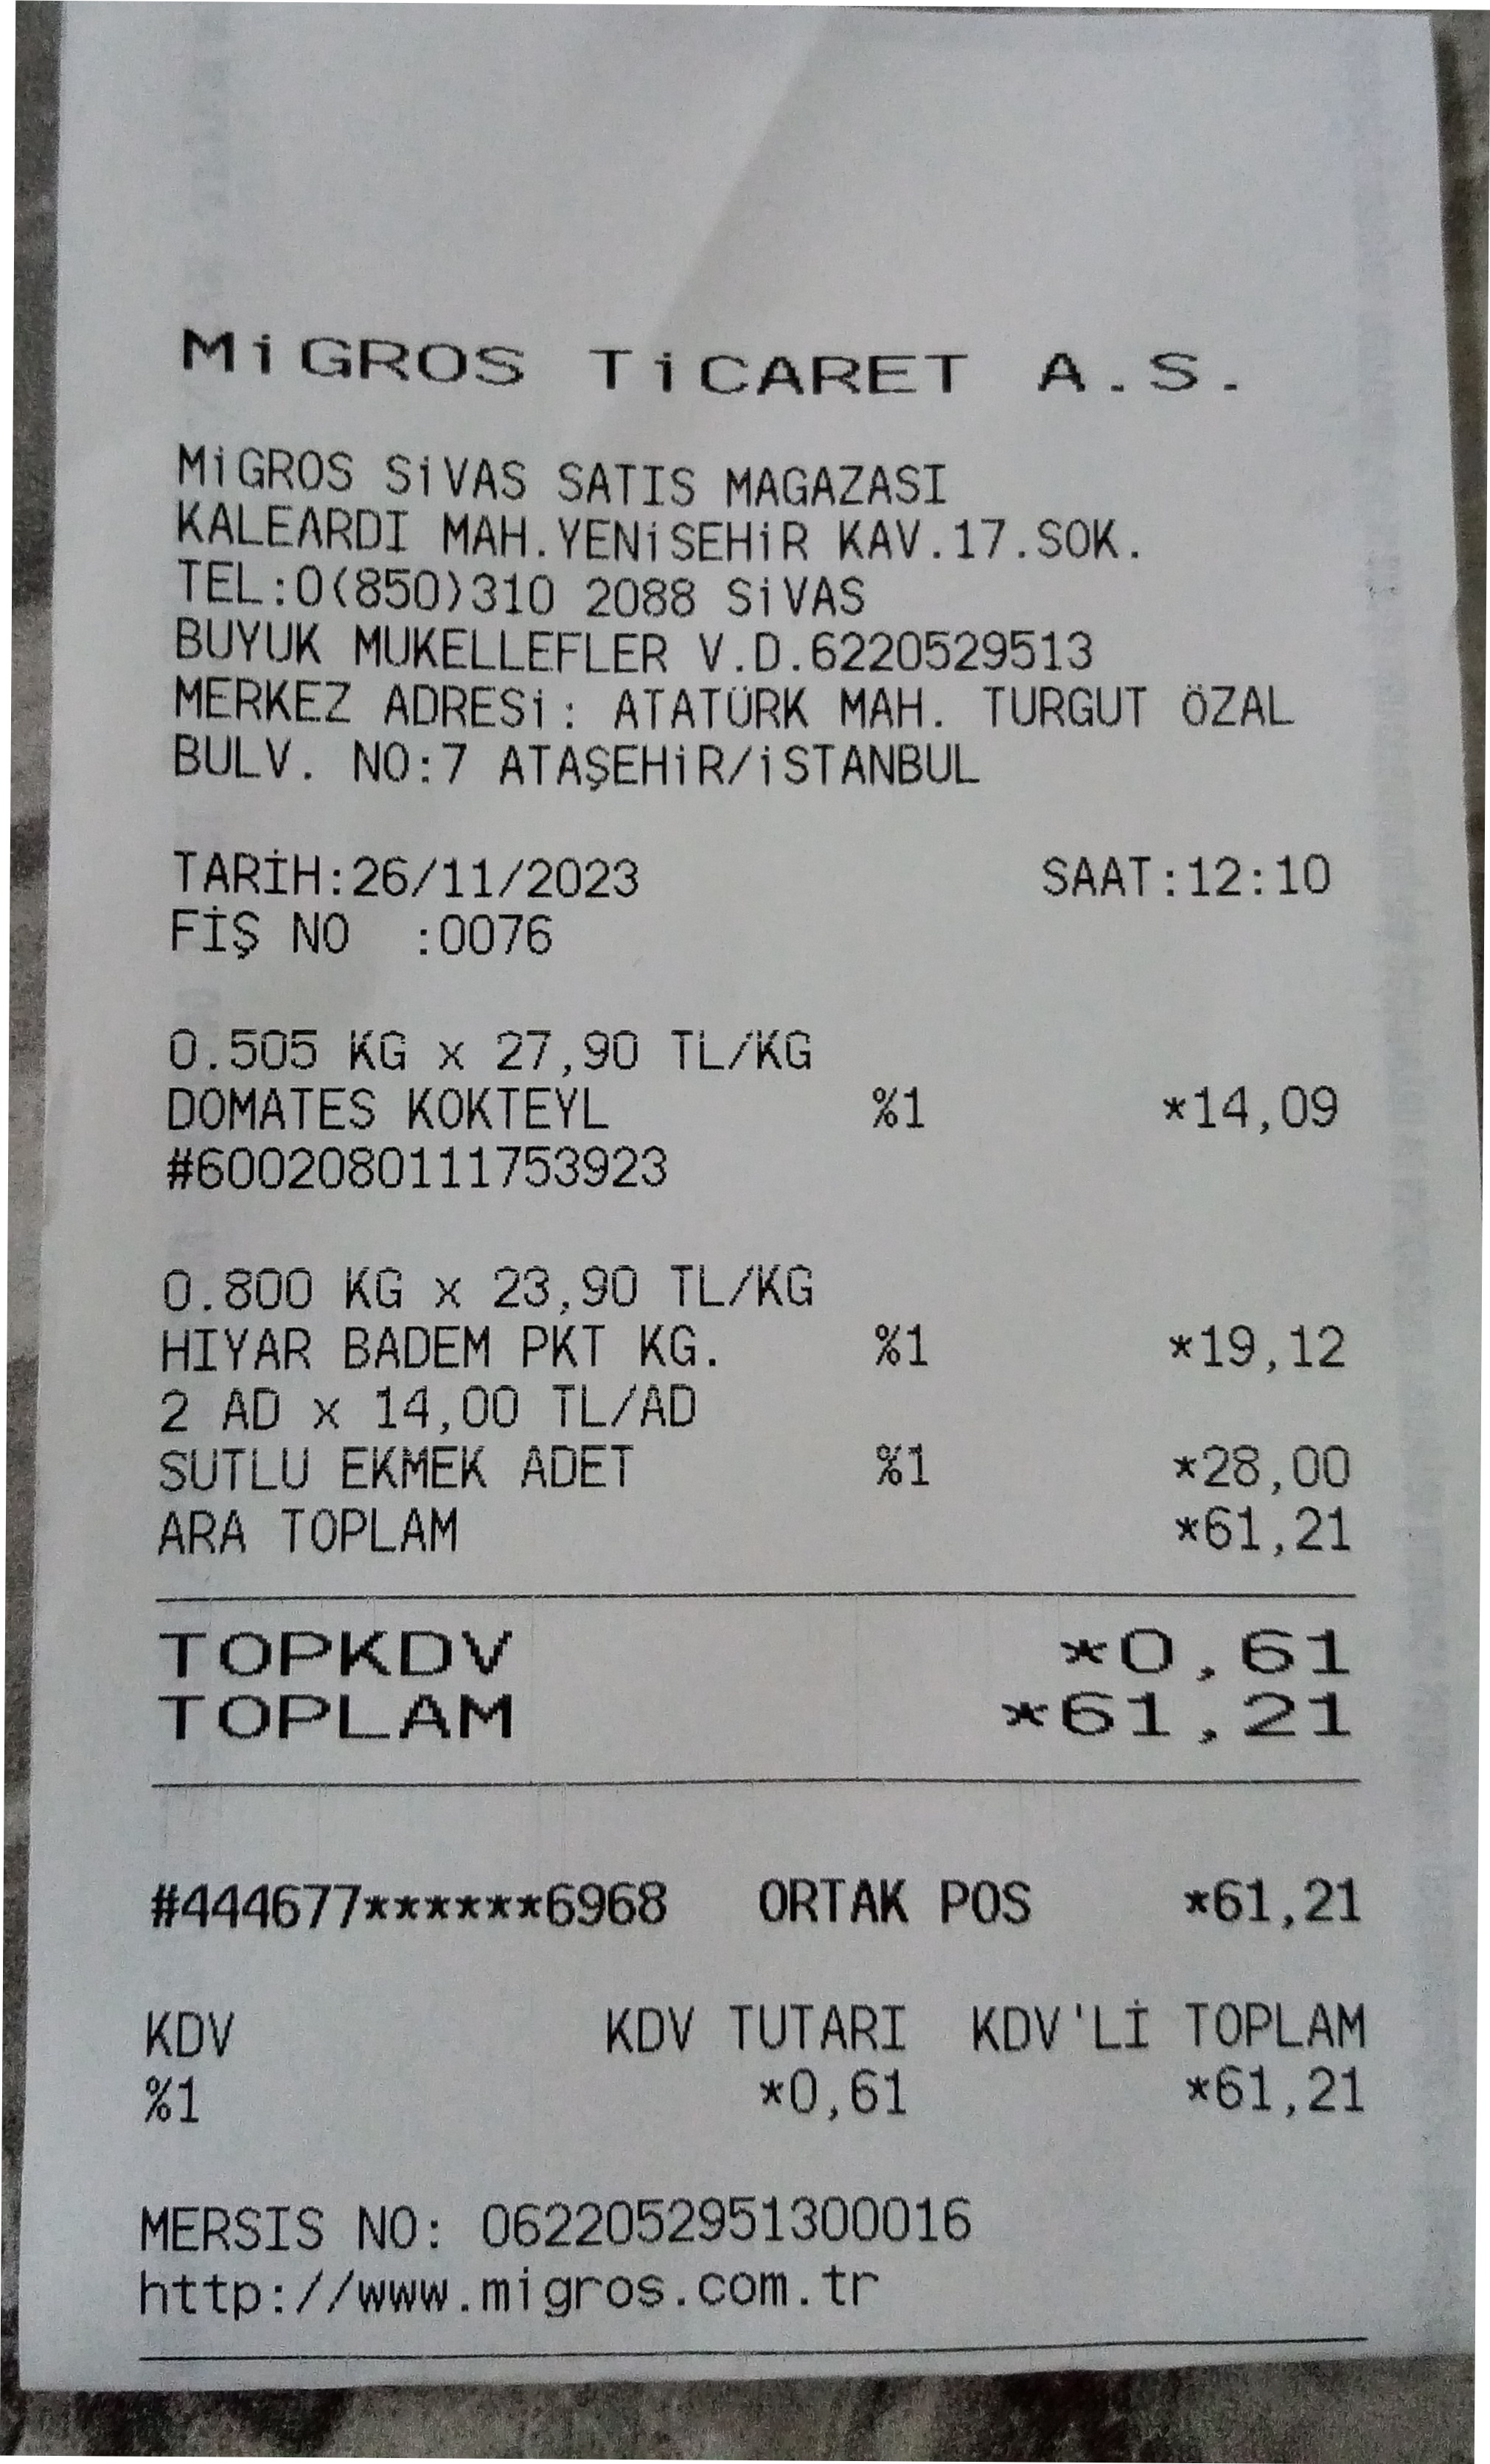 MiGROS TiCARET A.S.
MiGROS SiVAS SATIS MAGAZASI
KALEARDI MAH.YENiSEHiR KAV.17.SOK.
TEL:0(850)310 2088 SiVAS
BUYUK MUKELLEFLER V.D.6220529513
MERKEZ ADRESi: ATATÜRK MAH. TURGUT ÖZAL
BULV. NO:7 ATAŞEHiR/iSTANBUL
TARİH:26/11/2023 SAAT:12:10
FİŞ NO :0076
0.505 KG x 27,90 TL/KG
DOMATES KOKTEYL %1 *14,09
#6002080111753923
0.800 KG x 23,90 TL/KG
HIYAR BADEM PKT KG. %1 *19,12
2 AD x 14,00 TL/AD
SUTLU EKMEK ADET %1 *28,00
ARA TOPLAM *61,21
TOPKDV *0,61
TOPLAM *61,21
#444677******6968 ORTAK POS *61,21
KDV KDV TUTARI KDV'Lİ TOPLAM
%1 *0,61 *61,21
MERSIS NO: 0622052951300016
http://www.migros.com.tr